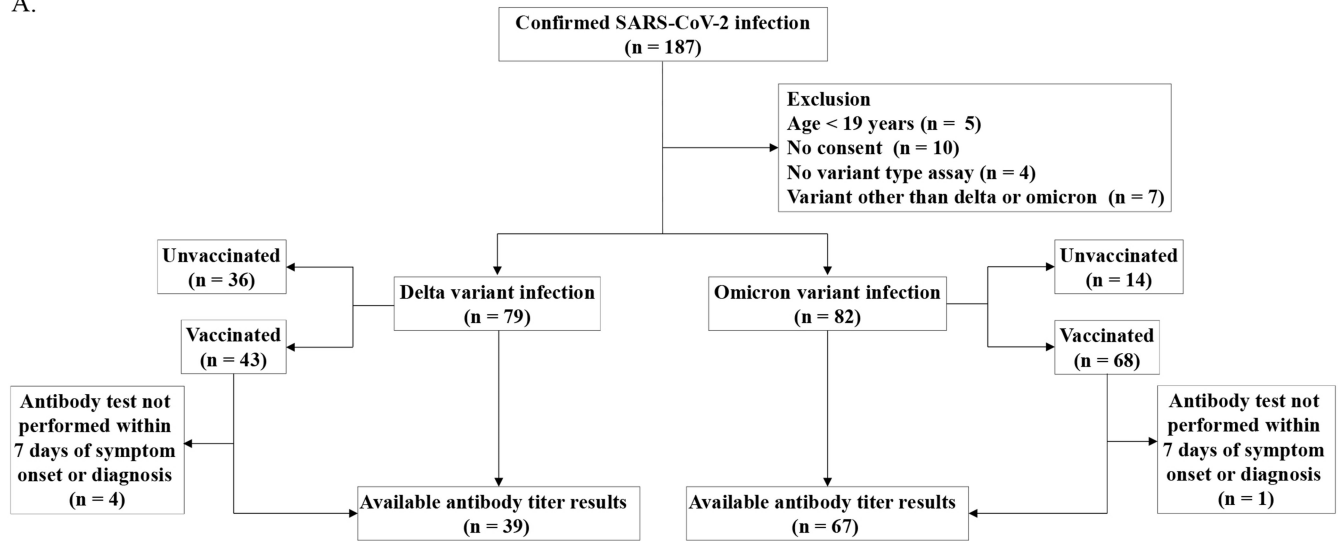 A.
Confirmed SARS-CoV-2 infection
(n = 187)
Exclusion
Age < 19 years (n = 5)
No consent (n = 10)
No variant type assay (n = 4)
Variant other than delta or omicron (n = 7)
Unvaccinated
(n = 36)
Delta variant infection
(n = 79)
Omicron variant infection
(n = 82)
Unvaccinated
(n = 14)
Vaccinated
(n = 43)
Vaccinated
(n = 68)
Antibody test not
performed within
7 days of symptom
onset or diagnosis
(n = 4)
Available antibody titer results
(n = 39)
Available antibody titer results
(n = 67)
Antibody test not
performed within
7 days of symptom
onset or diagnosis
(n = 1)